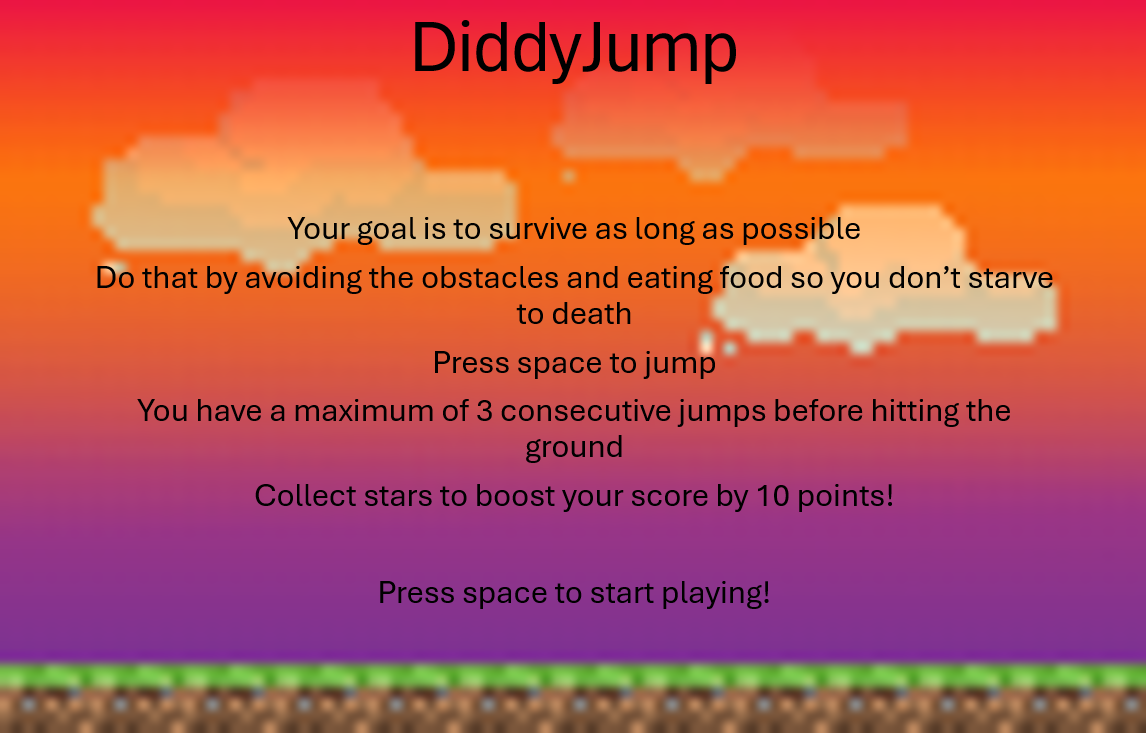 DiddyJump
Your goal is to survive as long as possible
Do that by avoiding the obstacles and eating food so you don’t starve
to death
Press space to jump
You have a maximum of 3 consecutive jumps before hitting the
ground
Collect stars to boost your score by 10 points!
Press space to start playing!